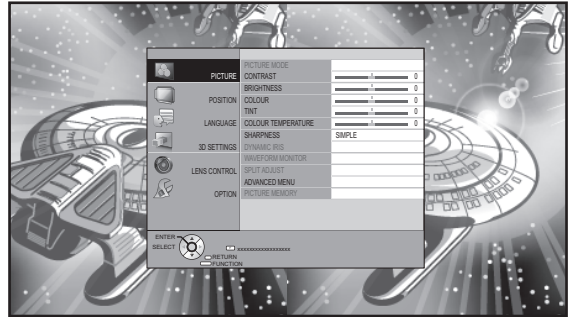 PICTURE
POSITION
LANGUAGE
3D SETTINGS
LENS CONTROL
OPTION
PICTURE MODE
CONTRAST 0
BRIGHTNESS 0
COLOUR 0
TINT 0
COLOUR TEMPERATURE 0
SHARPNESS SIMPLE
DYNAMIC IRIS
WAVEFORM MONITOR
SPLIT ADJUST
ADVANCED MENU
PICTURE MEMORY
ENTER
SELECT
xxxxxxxxxxxxxxxxxx
RETURN
FUNCTION